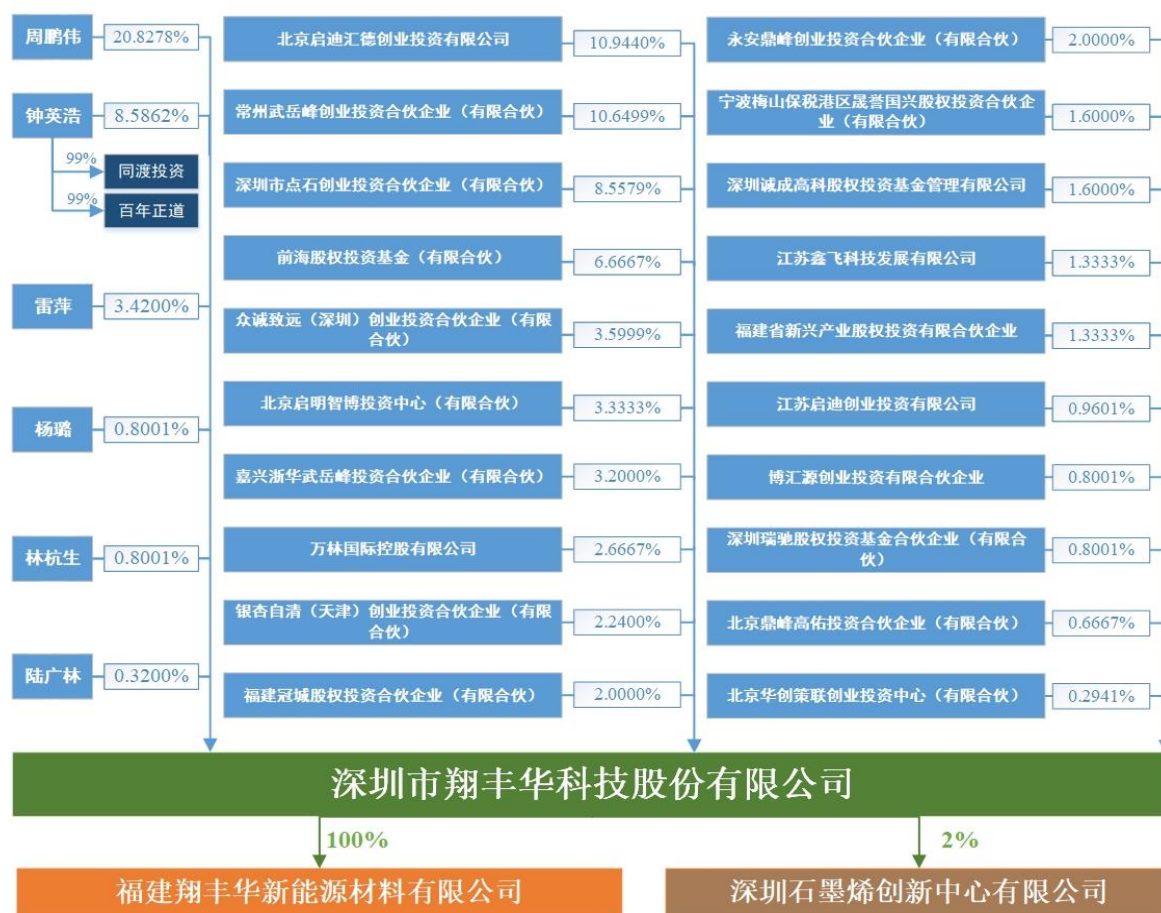 周鹏伟
20.8278%
钟英浩
8.5862%
99%
同渡投资
99%
百年正道
雷萍
3.4200%
杨璐
0.8001%
林杭生
0.8001%
陆广林
0.3200%
北京启迪汇德创业投资有限公司
10.9440%
常州武岳峰创业投资合伙企业（有限合伙）
10.6499%
深圳市点石创业投资合伙企业（有限合伙）
8.5579%
前海股权投资基金（有限合伙）
6.6667%
众诚致远（深圳）创业投资合伙企业（有限
合伙）
3.5999%
北京启明智博投资中心（有限合伙）
3.3333%
嘉兴浙华武岳峰投资合伙企业（有限合伙）
3.2000%
万林国际控股有限公司
2.6667%
银杏自清（天津）创业投资合伙企业（有限
合伙）
2.2400%
福建冠城股权投资合伙企业（有限合伙）
2.0000%
永安鼎峰创业投资合伙企业（有限合伙）
2.0000%
宁波梅山保税港区晟誉国兴股权投资合伙企
业（有限合伙）
1.6000%
深圳诚成高科股权投资基金管理有限公司
1.6000%
江苏鑫飞科技发展有限公司
1.3333%
福建省新兴产业股权投资有限合伙企业
1.3333%
江苏启迪创业投资有限公司
0.9601%
博汇源创业投资有限合伙企业
0.8001%
深圳瑞驰股权投资基金合伙企业（有限合
伙）
0.8001%
北京鼎峰高佑投资合伙企业（有限合伙）
0.6667%
北京华创策联创业投资中心（有限合伙）
0.2941%
深圳市翔丰华科技股份有限公司
100%
2%
福建翔丰华新能源材料有限公司
深圳石墨烯创新中心有限公司